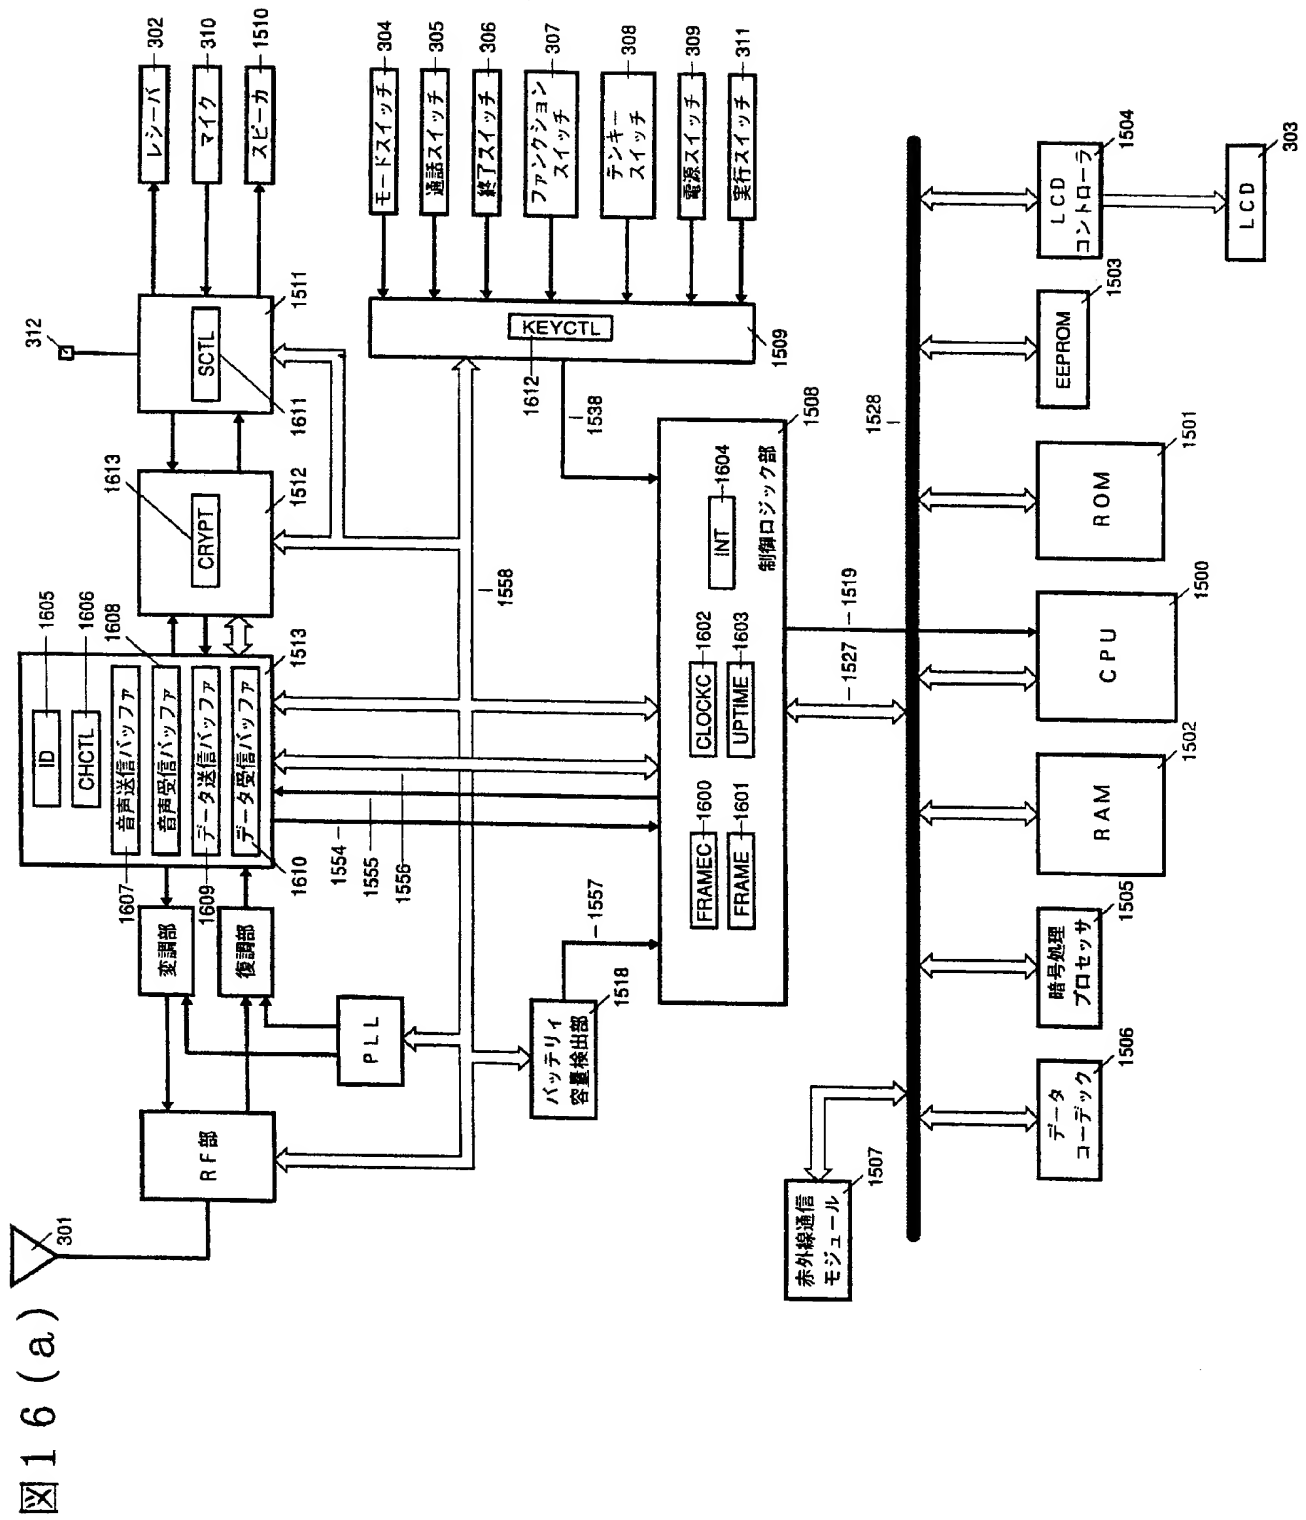 図16(a)
301
RF部
変調部
復調部
PLL
1607
1609
1610
ID
CHCTL
音声送信バッファ
音声受信バッファ
データ送信バッファ
データ受信バッファ
1605
1606
1608
1513
1613
CRYPT
1512
312
SCTL
1511
1611
レシーバ
302
マイク
310
スピーカ
1510
モードスイッチ
304
通話スイッチ
305
終了スイッチ
306
ファンクション
スイッチ
307
テンキー
スイッチ
308
電源スイッチ
309
実行スイッチ
311
KEYCTL
1612
1509
1538
1558
1554
1555
1556
1557
バッテリィ
容量検出部
1518
FRAMEC
1600
FRAME
1601
CLOCKC
1602
UPTIME
1603
INT
1604
制御ロジック部
1508
1519
1527
1528
赤外線通信
モジュール
1507
データ
コーデック
1506
暗号処理
プロセッサ
1505
RAM
1502
CPU
1500
ROM
1501
EEPROM
1503
LCD
コントローラ
1504
LCD
303